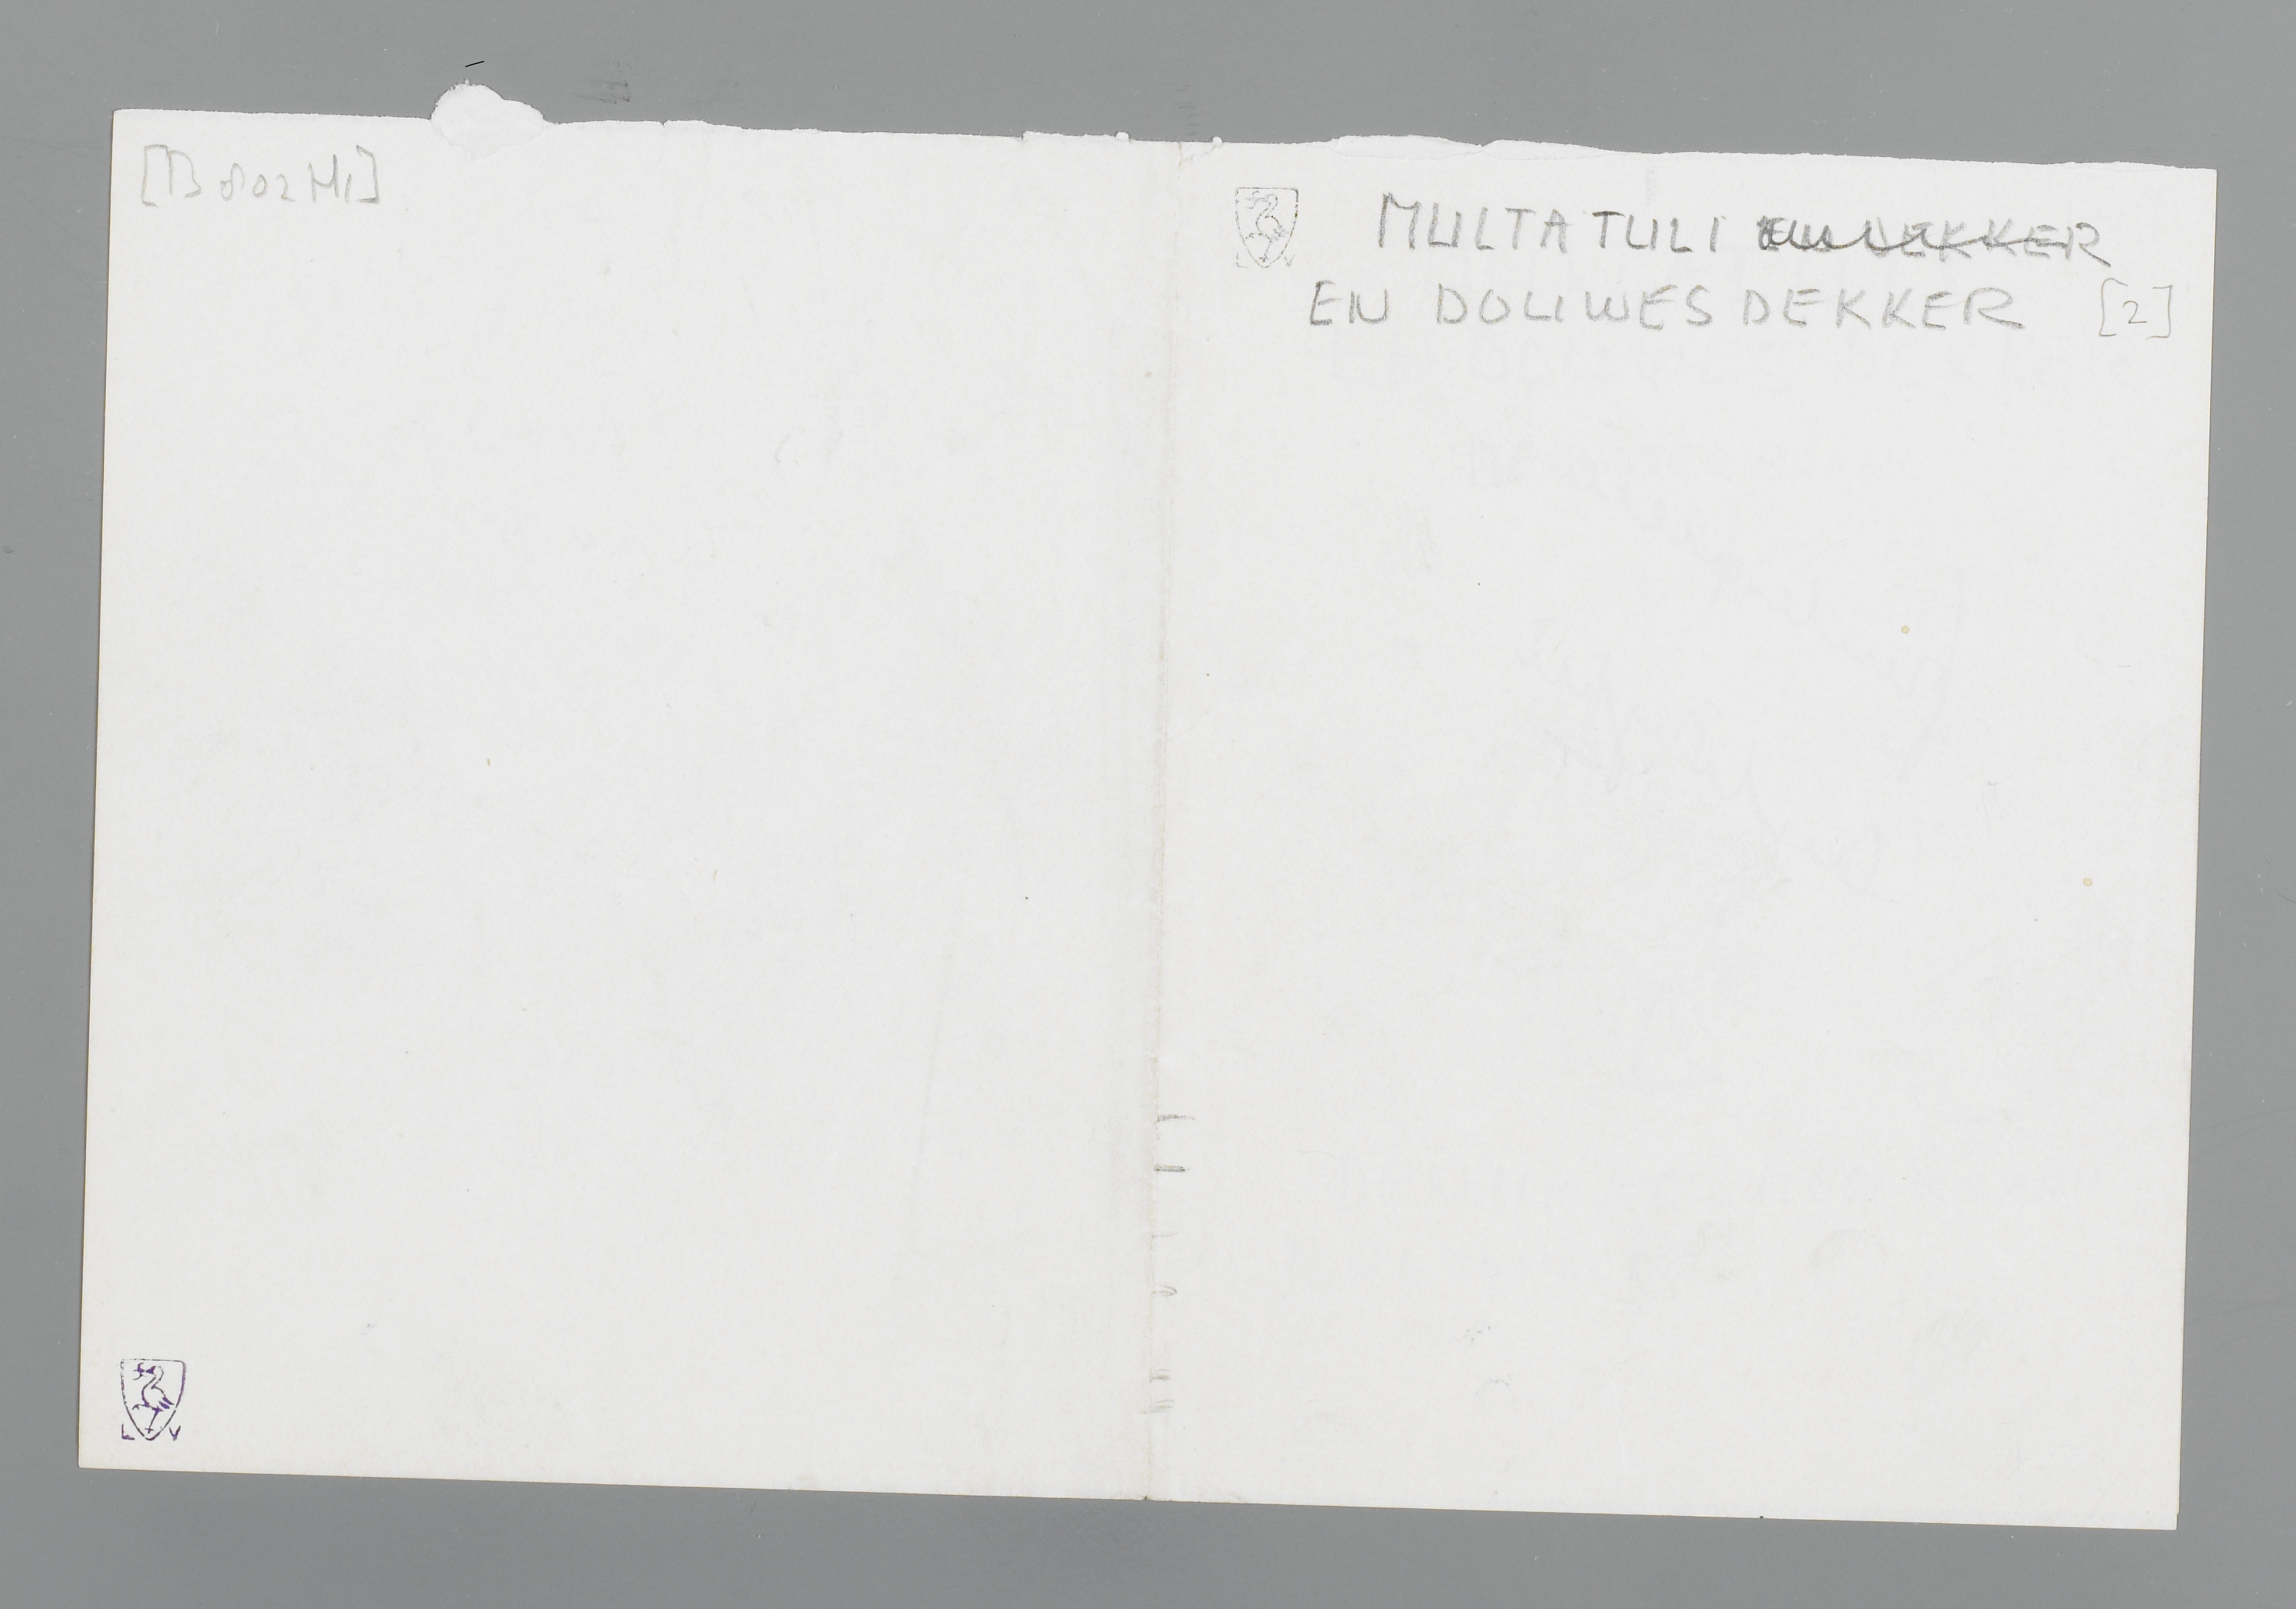 [B 802 H1]
MULTATULI EN DEKKER
EN DOUWES DEKKER [2]